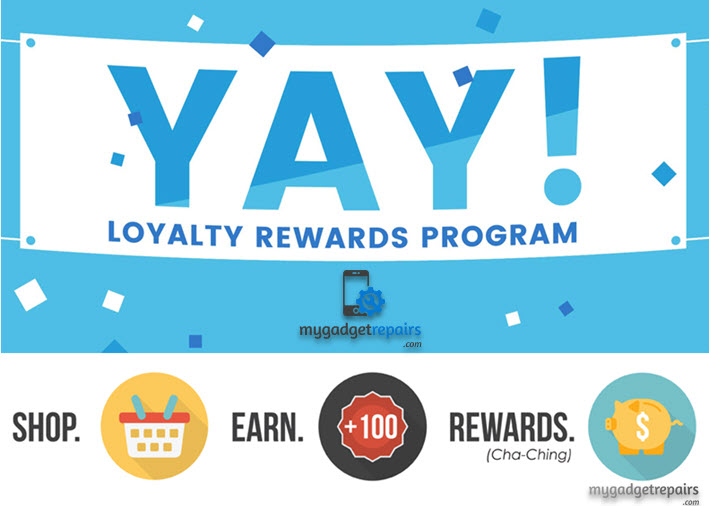 YAY!
LOYALTY REWARDS PROGRAM
mygadgetrepairs
.com
SHOP.
EARN.
+100
REWARDS.
(Cha-Ching)
$
mygadgetrepairs
.com